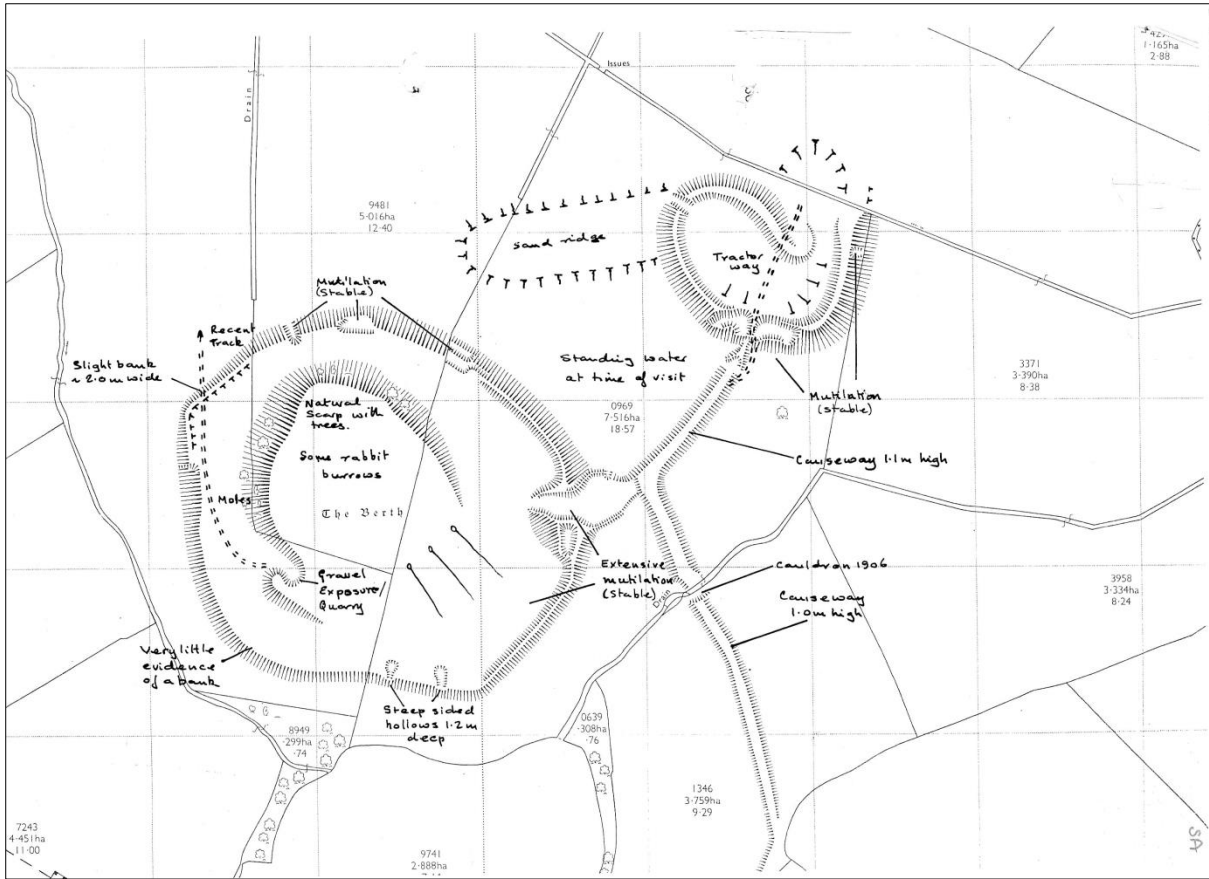 Issues
1·165ha
2·88
Drain
9481
5·016ha
12·40
sand ridge
Tractor
way
Mutilation
(Stable)
Recent
Track
Slight bank
~ 2.0m wide
Standing water
at time of visit
3371
3·390ha
8·38
Natural
Scarp with
trees.
0969
7·516ha
18·57
Mutilation
(stable)
Some rabbit
burrows
Causeway 1.1m high
Moles
The Berth
Gravel
Exposure/
Quarry
Extensive
mutilation
(Stable)
Cauldron 1906
Drain
Causeway
1.0m high
3958
3·334ha
8·24
Very little
evidence
of a bank
Steep sided
hollows 1.2m
deep
8949
·299ha
·74
0639
·308ha
·76
1346
3·759ha
9·29
7243
4·451ha
11·00
9741
2·888ha
SA